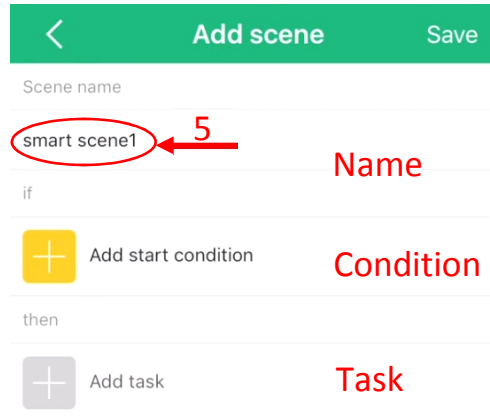 Add scene Save
Scene name
smart scene1 5
Name
if
Add start condition Condition
then
Add task Task